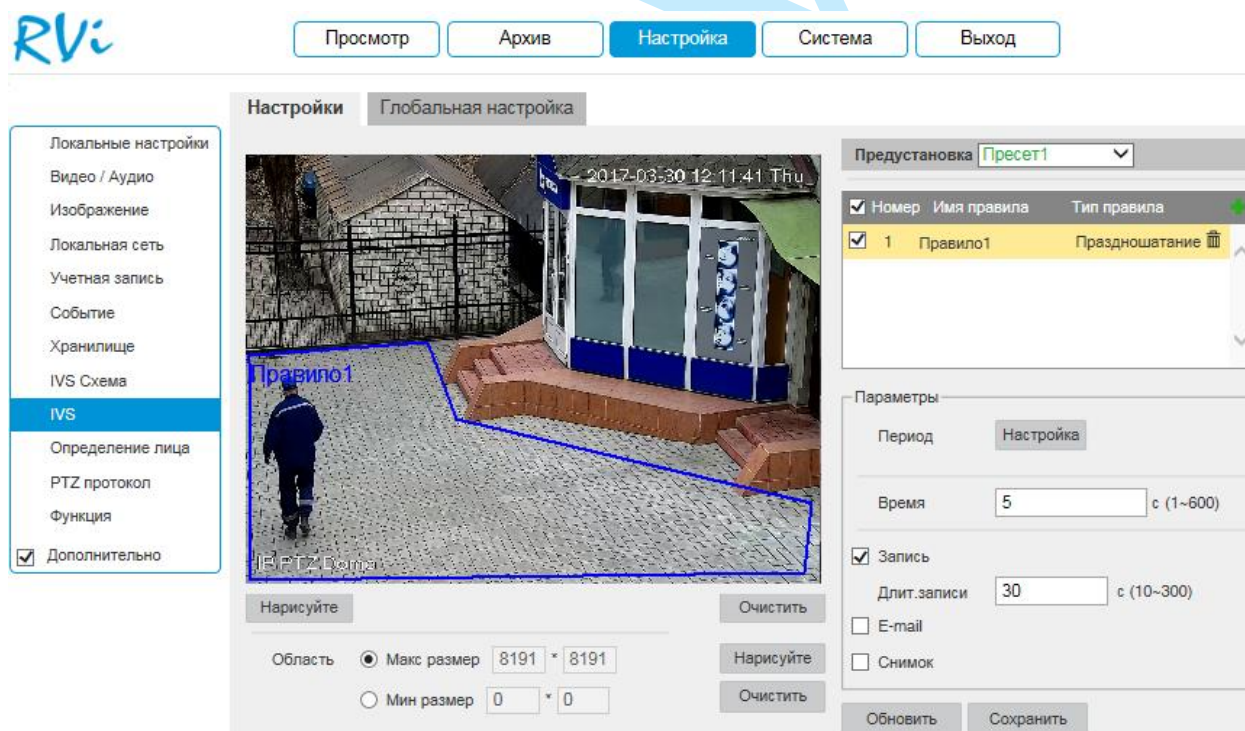 RVi
Просмотр Архив Настройка Система Выход
Настройки Глобальная настройка
Локальные настройки
Видео / Аудио
Изображение
Локальная сеть
Учетная запись
Событие
Хранилище
IVS Схема
IVS
Определение лица
PTZ протокол
Функция
Дополнительно
2017-03-30 12:11:41 Thu
Правило1
IR PTZ Dome
Нарисуйте Очистить
Область Макс размер 8191 * 8191 Нарисуйте
Мин размер 0 * 0 Очистить
Предустановка Пресет1
Номер Имя правила Тип правила
1 Правило1 Праздношатание
Параметры
Период Настройка
Время 5 с (1~600)
Запись
Длит.записи 30 с (10~300)
E-mail
Снимок
Обновить Сохранить